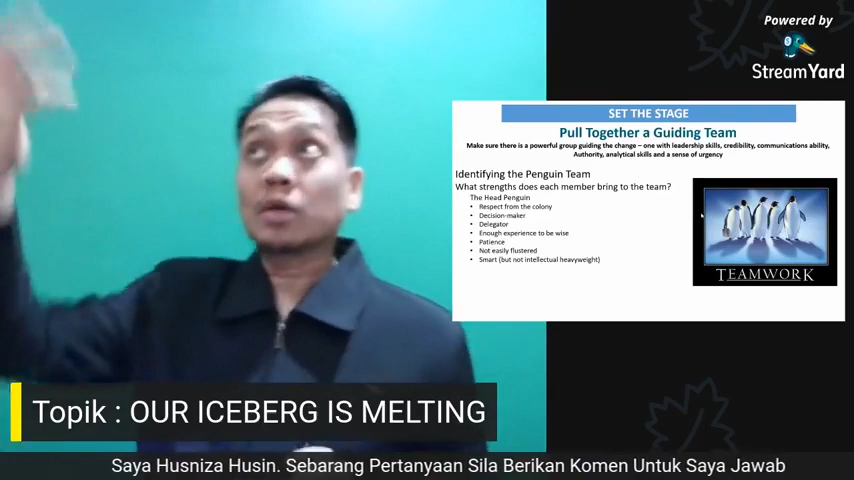 Powered by
StreamYard
SET THE STAGE
Pull Together a Guiding Team
Make sure there is a powerful group guiding the change – one with leadership skills, credibility, communications ability,
Authority, analytical skills and a sense of urgency
Identifying the Penguin Team
What strengths does each member bring to the team?
The Head Penguin
• Respect from the colony
• Decision-maker
• Delegator
• Enough experience to be wise
• Patience
• Not easily flustered
• Smart (but not intellectual heavyweight)
TEAMWORK
Topik : OUR ICEBERG IS MELTING
Saya Husniza Husin. Sebarang Pertanyaan Sila Berikan Komen Untuk Saya Jawab